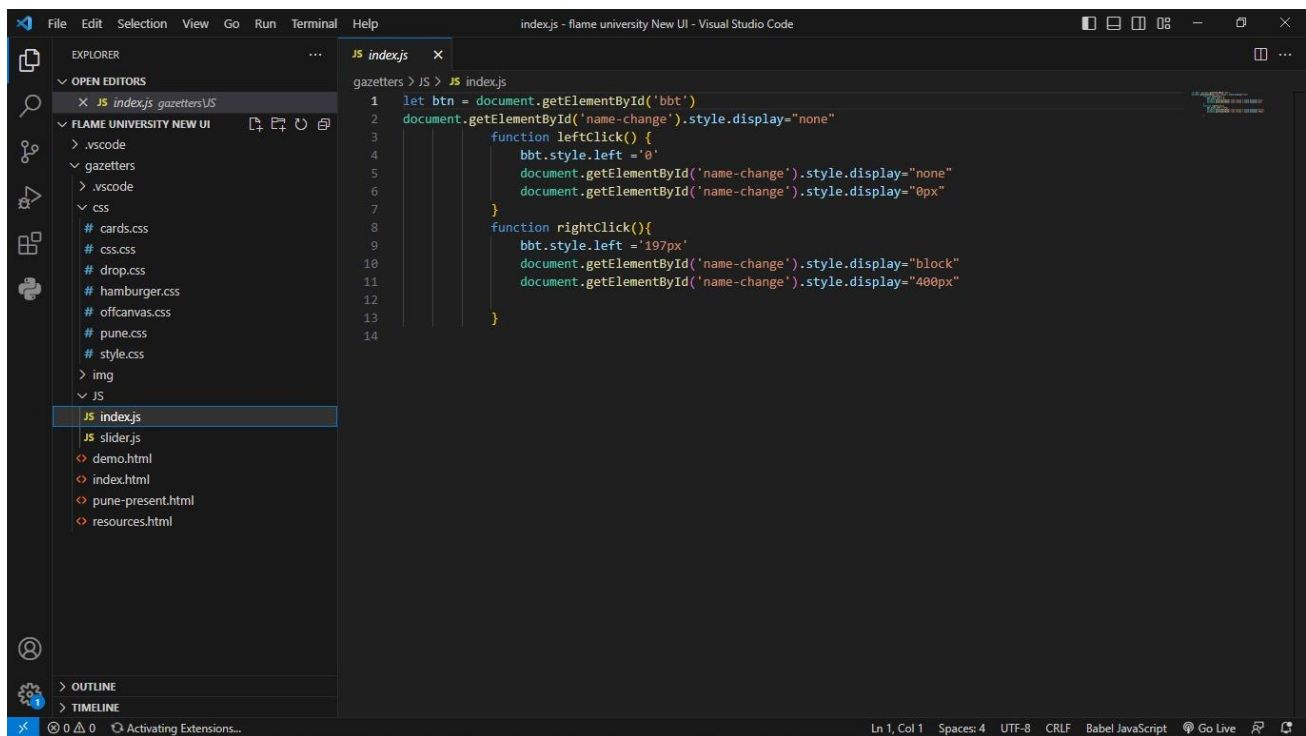 File Edit Selection View Go Run Terminal Help index.js - flame university New UI - Visual Studio Code
EXPLORER
OPEN EDITORS
JS index.js gazetters\JS
FLAME UNIVERSITY NEW UI
.vscode
gazetters
.vscode
css
# cards.css
# css.css
# drop.css
# hamburger.css
# offcanvas.css
# pune.css
# style.css
img
JS
JS index.js
JS slider.js
<> demo.html
<> index.html
<> pune-present.html
<> resources.html
OUTLINE
TIMELINE
JS index.js
gazetters > JS > JS index.js
1 let btn = document.getElementById('bbt')
2 document.getElementById('name-change').style.display="none"
3 function leftClick() {
4 bbt.style.left ='0'
5 document.getElementById('name-change').style.display="none"
6 document.getElementById('name-change').style.display="0px"
7 }
8 function rightClick(){
9 bbt.style.left ='197px'
10 document.getElementById('name-change').style.display="block"
11 document.getElementById('name-change').style.display="400px"
12
13 }
14
1
0 0 Activating Extensions... Ln 1, Col 1 Spaces: 4 UTF-8 CRLF Babel JavaScript Go Live